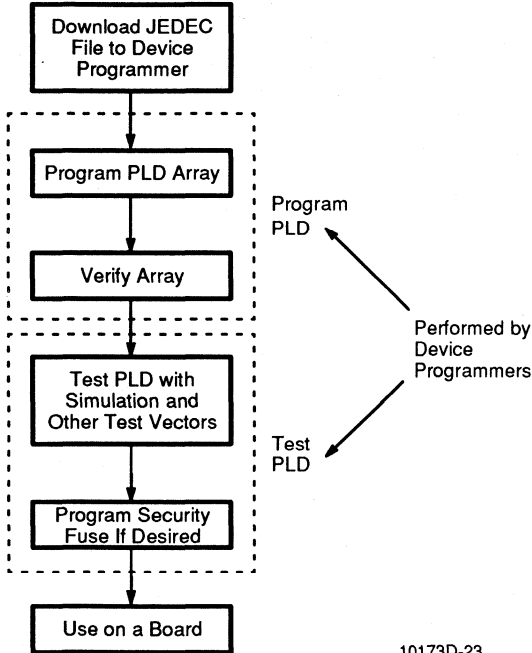 Download JEDEC
File to Device
Programmer
Program PLD Array
Verify Array
Program
PLD
Performed by
Device
Programmers
Test PLD with
Simulation and
Other Test Vectors
Test
PLD
Program Security
Fuse If Desired
Use on a Board
10173D-23